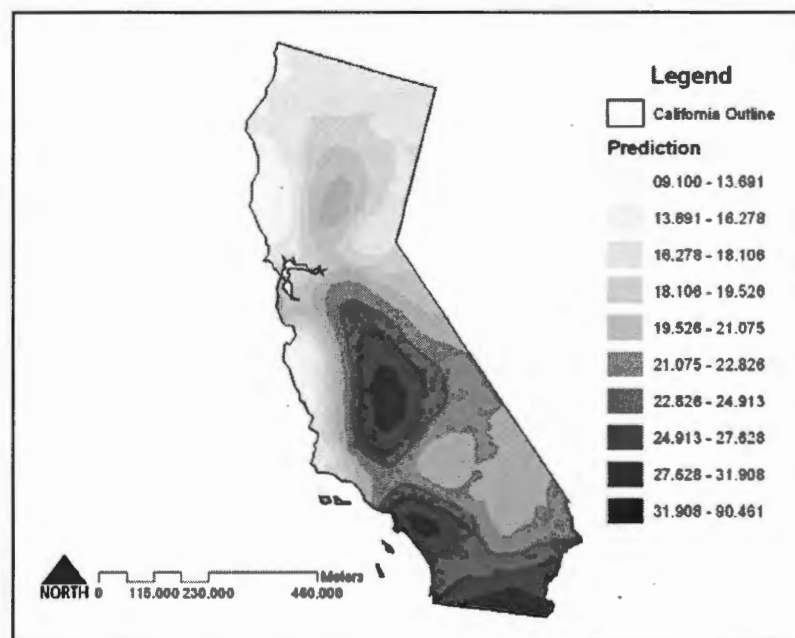 Legend
California Outline
Prediction
09.100 - 13.691
13.691 - 16.278
16.278 - 18.106
18.106 - 19.526
19.526 - 21.075
21.075 - 22.826
22.826 - 24.913
24.913 - 27.628
27.628 - 31.908
31.908 - 90.461
Meters
NORTH 0 115,000 230,000 460,000